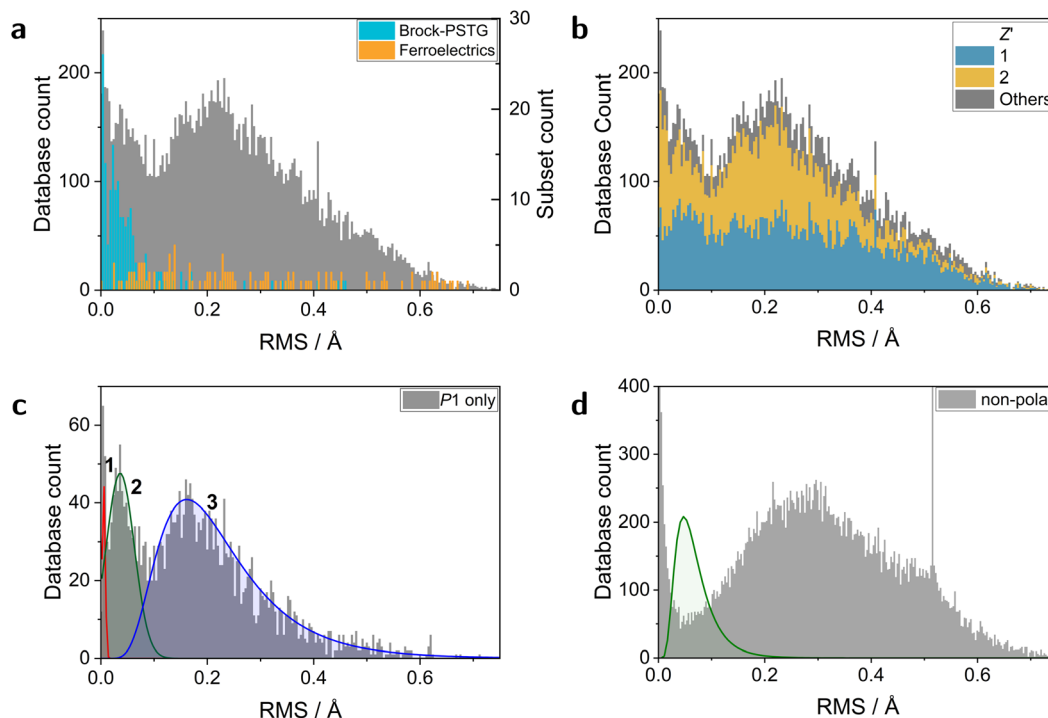 a
Brock-PSTG
Ferroelectrics
Database count
Subset count
0
100
200
0
10
20
30
0.0 0.2 0.4 0.6
RMS / Å
b
Z'
1
2
Others
Database Count
0
100
200
0.0 0.2 0.4 0.6
RMS / Å
c
P1 only
1
2
3
Database count
0
20
40
60
0.0 0.2 0.4 0.6
RMS / Å
d
non-pola
Database count
0
100
200
300
400
0.0 0.2 0.4 0.6
RMS / Å